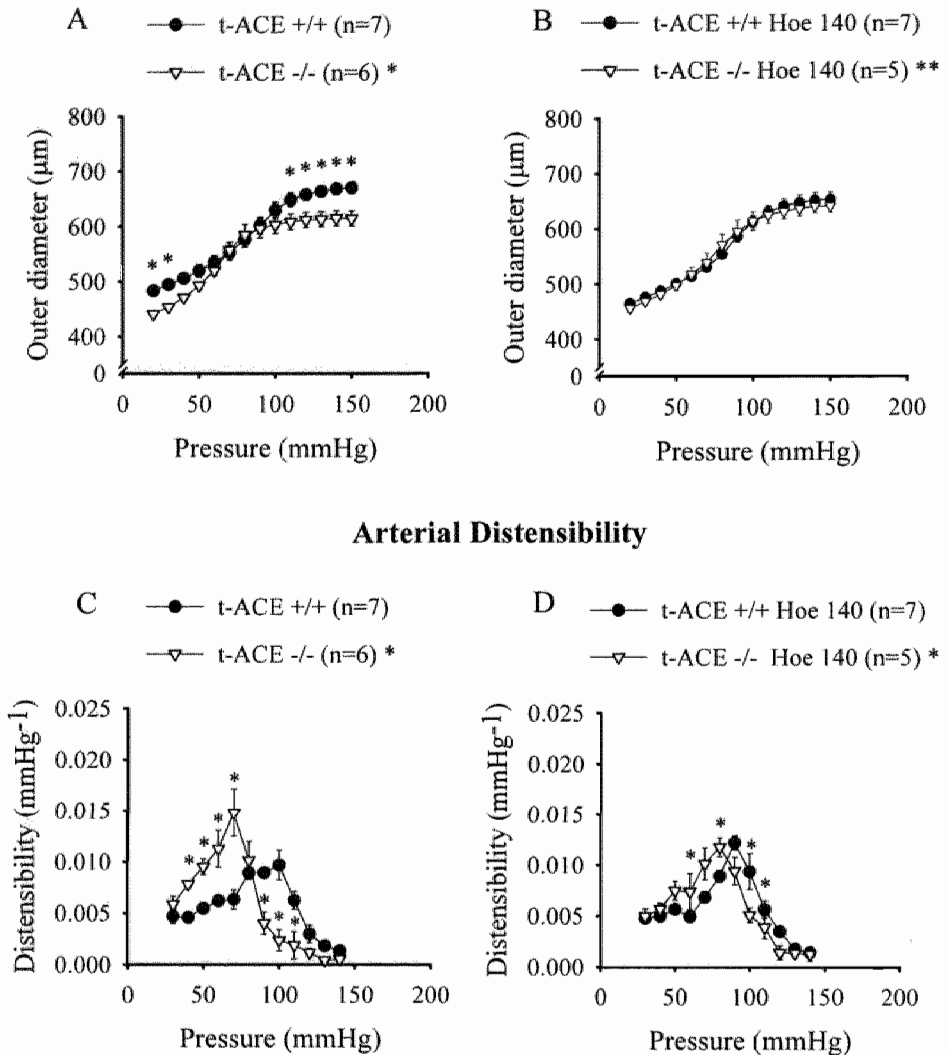 A
t-ACE +/+ (n=7)
t-ACE -/- (n=6) *
Outer diameter (μm)
800
700
600
500
400
0
* *
* * * * *
0 50 100 150 200
Pressure (mmHg)
B
t-ACE +/+ Hoe 140 (n=7)
t-ACE -/- Hoe 140 (n=5) **
Outer diameter (μm)
800
700
600
500
400
0
0 50 100 150 200
Pressure (mmHg)
Arterial Distensibility
C
t-ACE +/+ (n=7)
t-ACE -/- (n=6) *
Distensibility (mmHg-1)
0.025
0.020
0.015
0.010
0.005
0.000
* * * *
* * *
0 50 100 150 200
Pressure (mmHg)
D
t-ACE +/+ Hoe 140 (n=7)
t-ACE -/- Hoe 140 (n=5) *
Distensibility (mmHg-1)
0.025
0.020
0.015
0.010
0.005
0.000
* * * *
0 50 100 150 200
Pressure (mmHg)